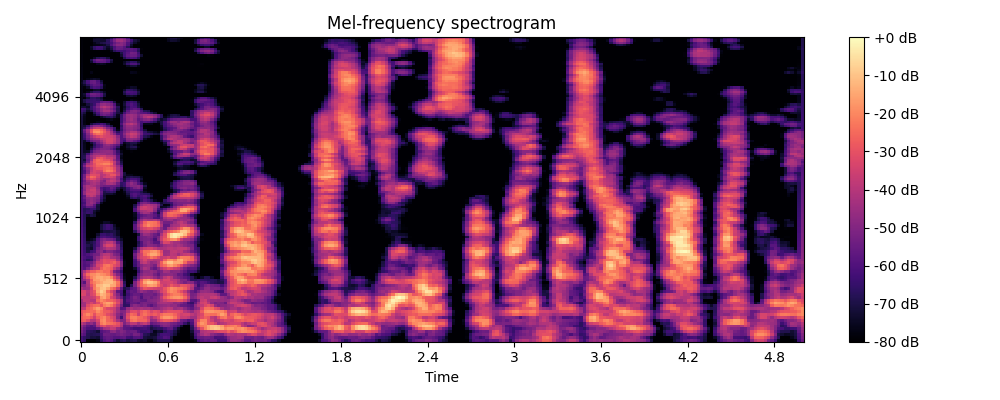 Mel-frequency spectrogram
Hz
4096
2048
1024
512
0
0 0.6 1.2 1.8 2.4 3 3.6 4.2 4.8
Time
+0 dB
-10 dB
-20 dB
-30 dB
-40 dB
-50 dB
-60 dB
-70 dB
-80 dB